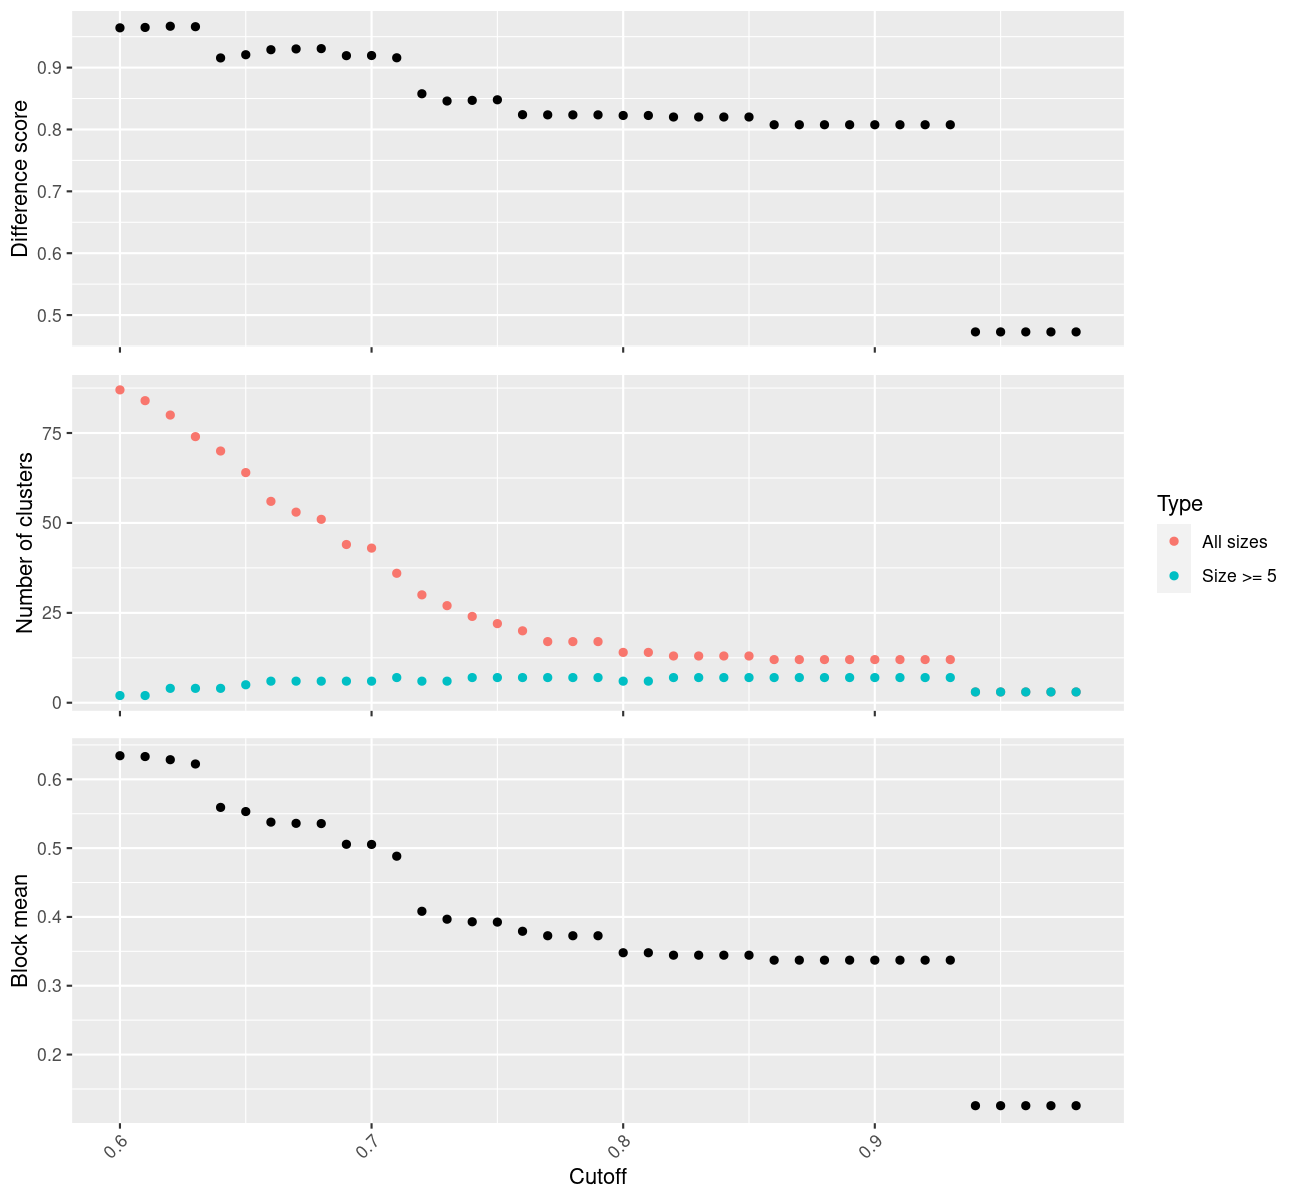 Difference score
0.9
0.8
0.7
0.6
0.5
Number of clusters
75
50
25
0
Type
All sizes
Size >= 5
Block mean
0.6
0.5
0.4
0.3
0.2
0.6
0.7
0.8
0.9
Cutoff